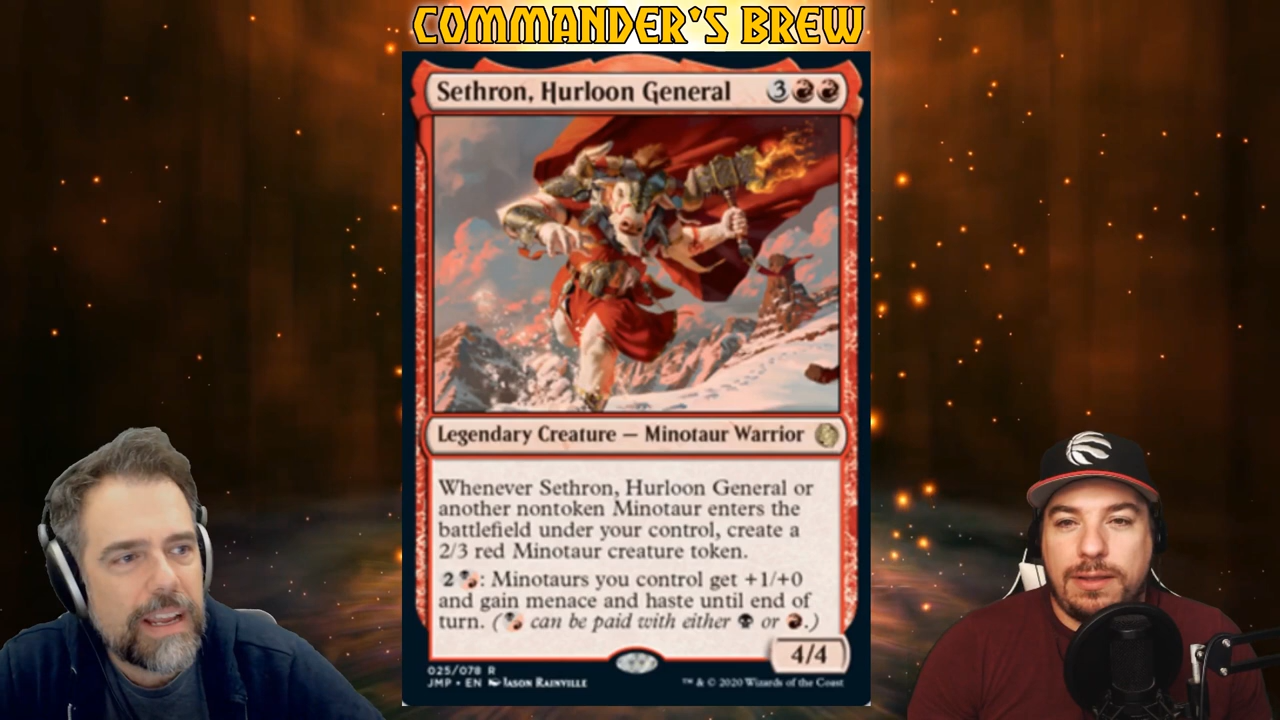 COMMANDER'S BREW
Sethron, Hurloon General 3
Legendary Creature — Minotaur Warrior
Whenever Sethron, Hurloon General or
another nontoken Minotaur enters the
battlefield under your control, create a
2/3 red Minotaur creature token.
2 : Minotaurs you control get +1/+0
and gain menace and haste until end of
turn. ( can be paid with either or .)
4/4
025/078 R
JMP • EN Jason Rainville
™ & © 2020 Wizards of the Coast